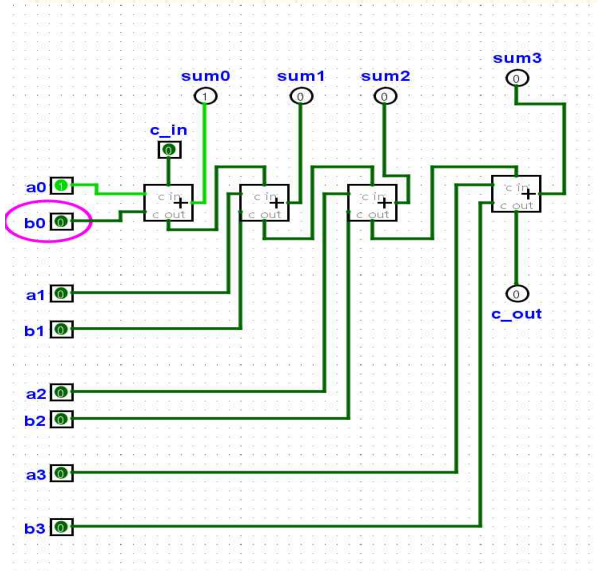 sum3
0
sum0 sum1 sum2
1 0 0
c_in
0
a0 1
c in c in c in c in
+ + + +
c out c out c out c out
b0 0
a1 0
0
c_out
b1 0
a2 0
b2 0
a3 0
b3 0